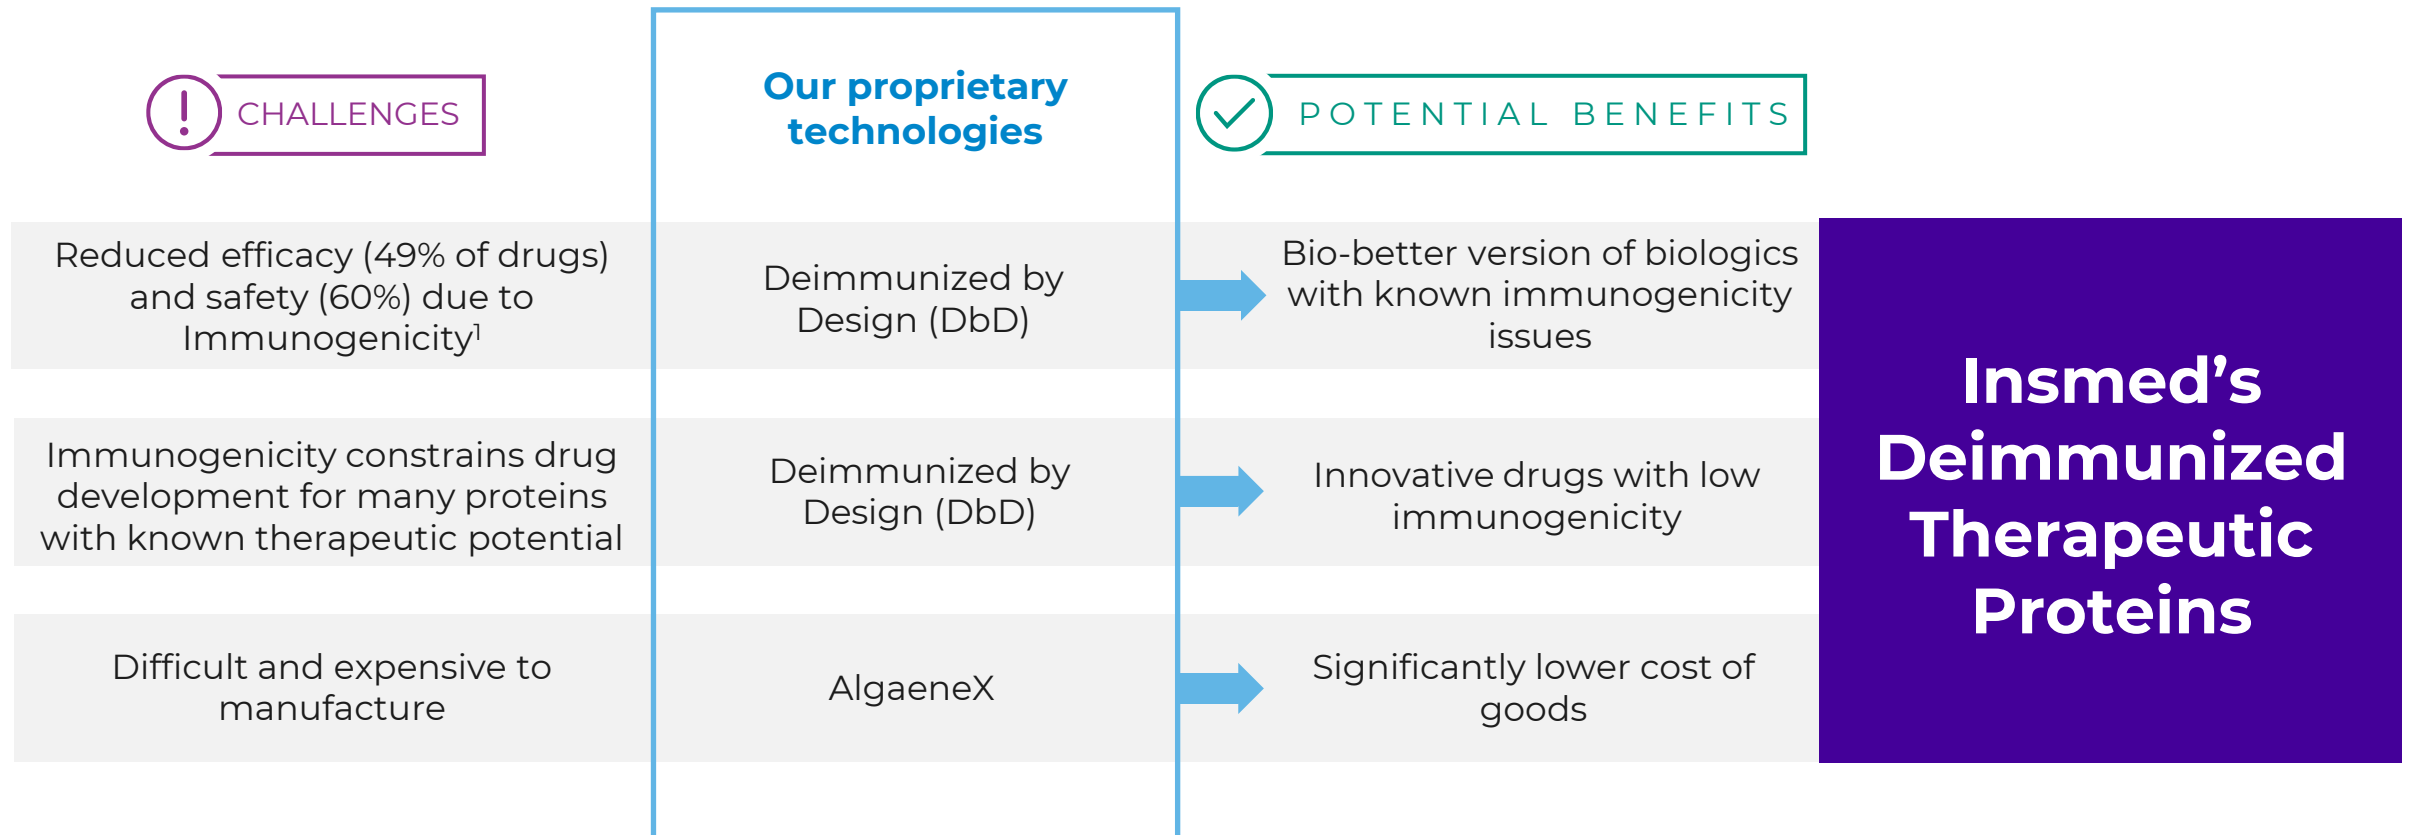 CHALLENGES
Our proprietary
technologies
POTENTIAL BENEFITS
Reduced efficacy (49% of drugs)
and safety (60%) due to
Immunogenicity¹
Deimmunized by
Design (DbD)
Bio-better version of biologics
with known immunogenicity
issues
Immunogenicity constrains drug
development for many proteins
with known therapeutic potential
Deimmunized by
Design (DbD)
Innovative drugs with low
immunogenicity
Difficult and expensive to
manufacture
AlgaeneX
Significantly lower cost of
goods
Insmed’s
Deimmunized
Therapeutic
Proteins